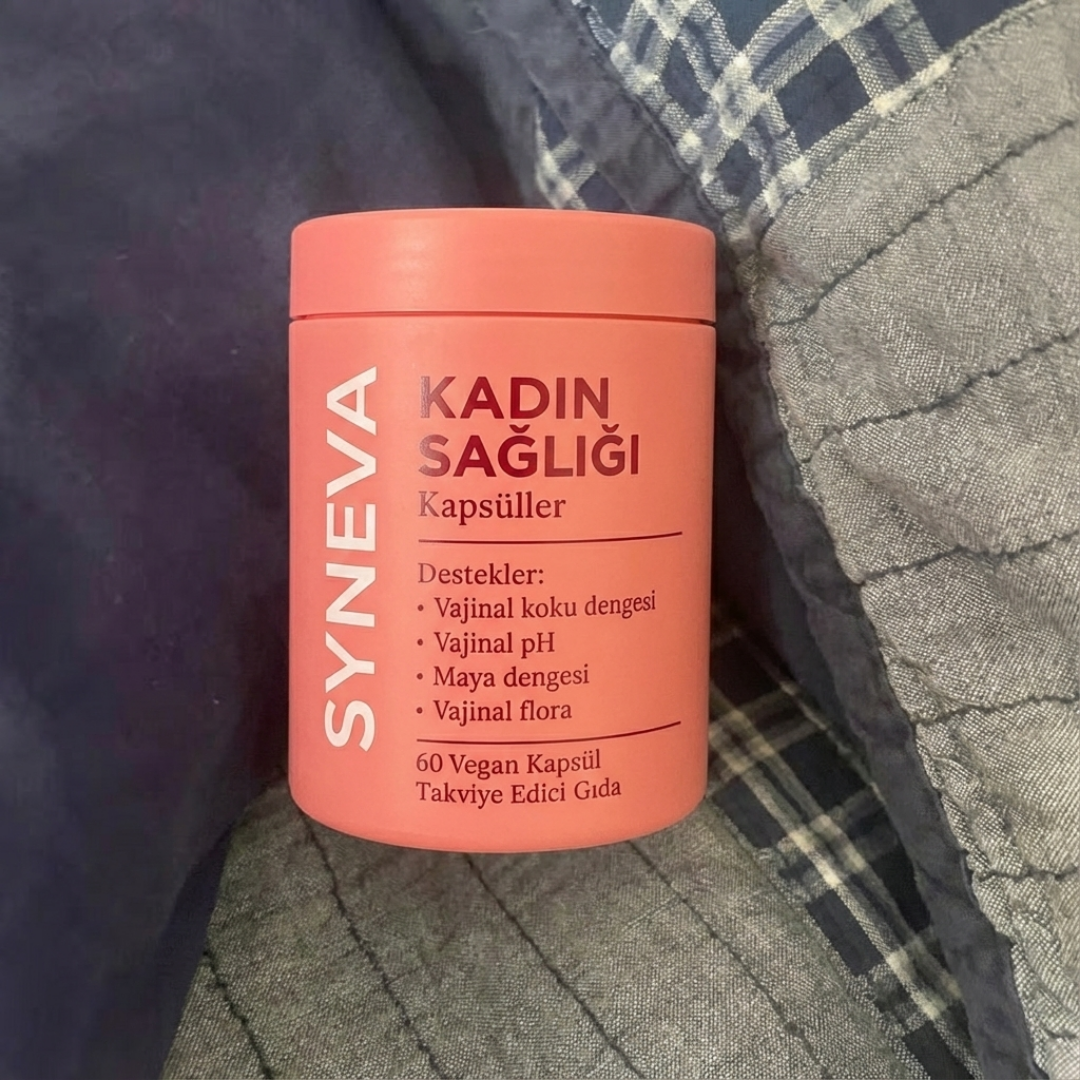 SYNEVA
KADIN
SAĞLIĞI
Kapsüller
Destekler:
• Vajinal koku dengesi
• Vajinal pH
• Maya dengesi
• Vajinal flora
60 Vegan Kapsül
Takviye Edici Gıda